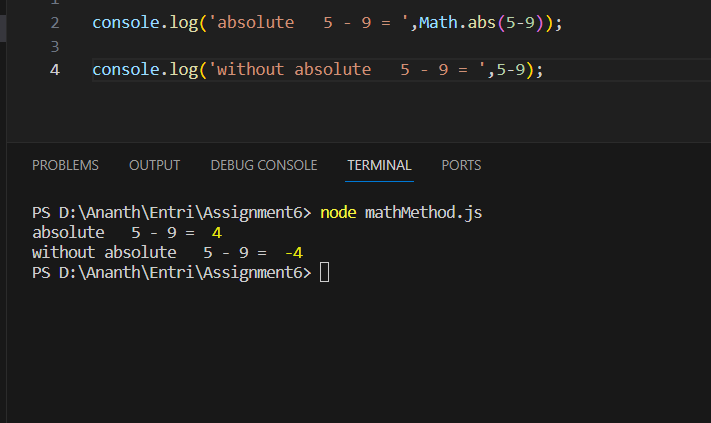 1
2 console.log('absolute   5 - 9 = ',Math.abs(5-9));
3
4 console.log('without absolute   5 - 9 = ',5-9);
PROBLEMS OUTPUT DEBUG CONSOLE TERMINAL PORTS
PS D:\Ananth\Entri\Assignment6> node mathMethod.js
absolute   5 - 9 =  4
without absolute   5 - 9 =  -4
PS D:\Ananth\Entri\Assignment6>